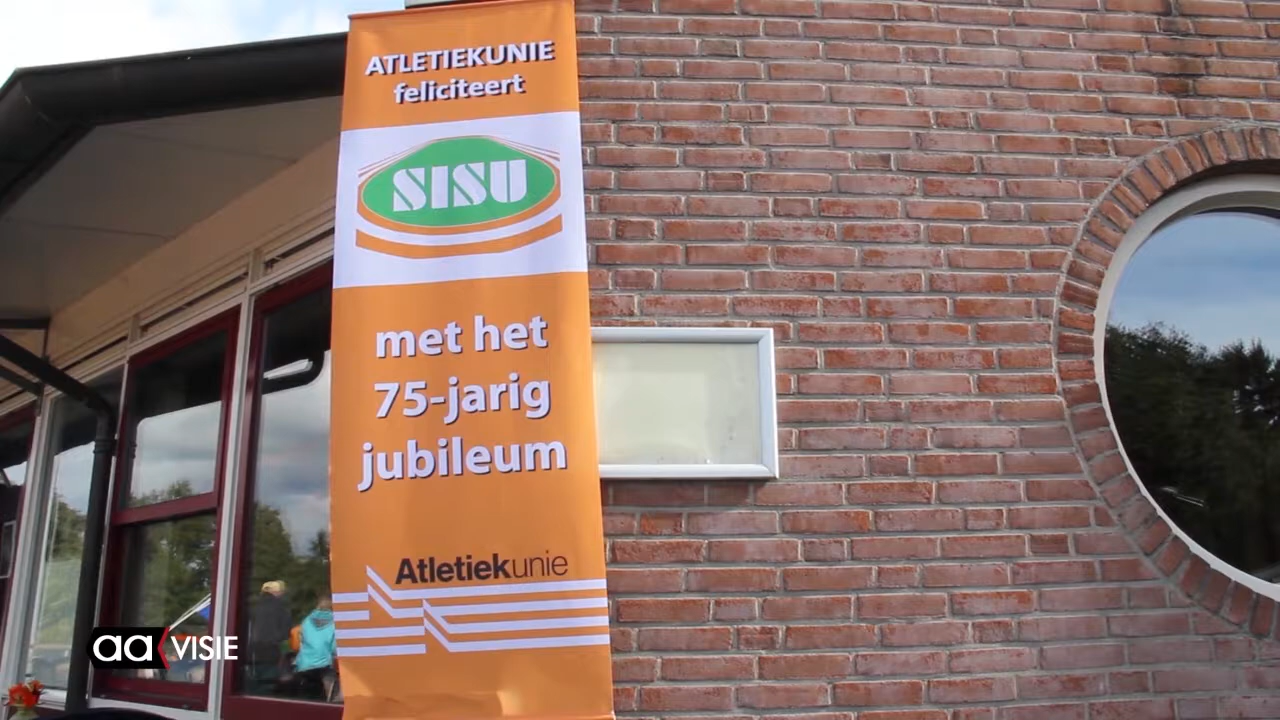 ATLETIEKUNIE
feliciteert
SISU
met het
75-jarig
jubileum
Atletiekunie
aa VISIE